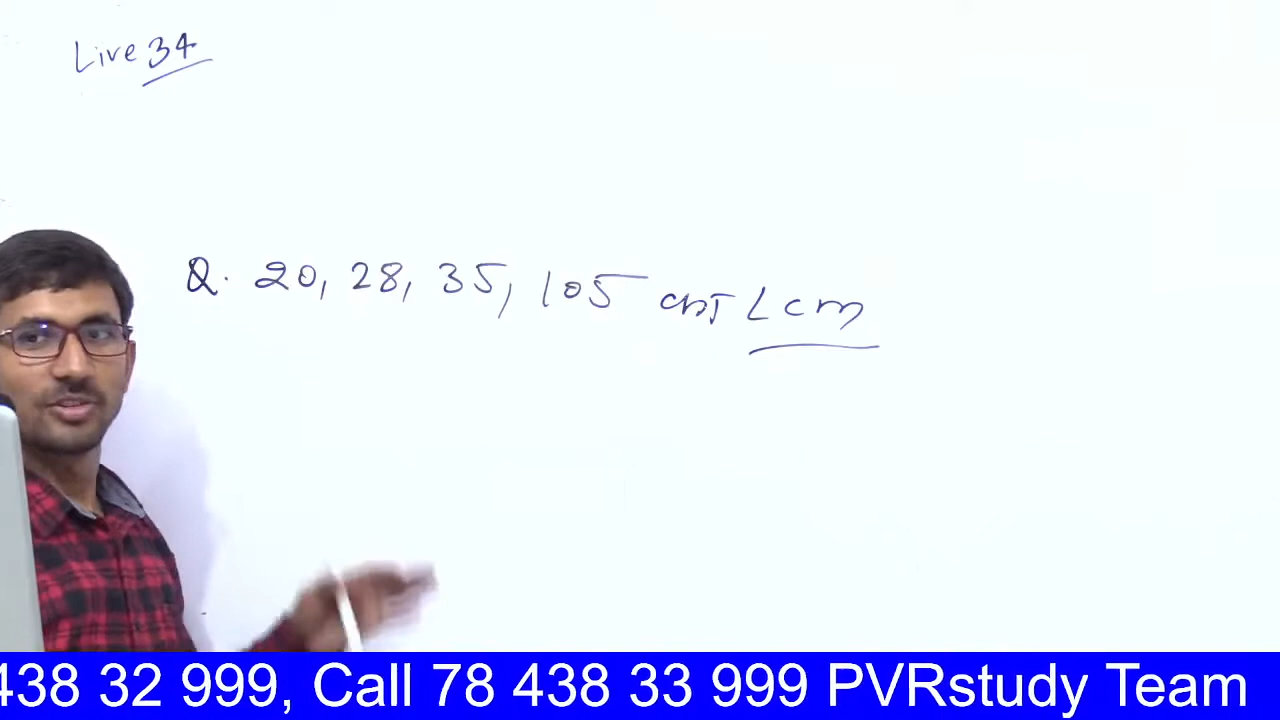 Live 34
Q. 20, 28, 35, 105 ల Lcm
438 32 999, Call 78 438 33 999 PVRstudy Team